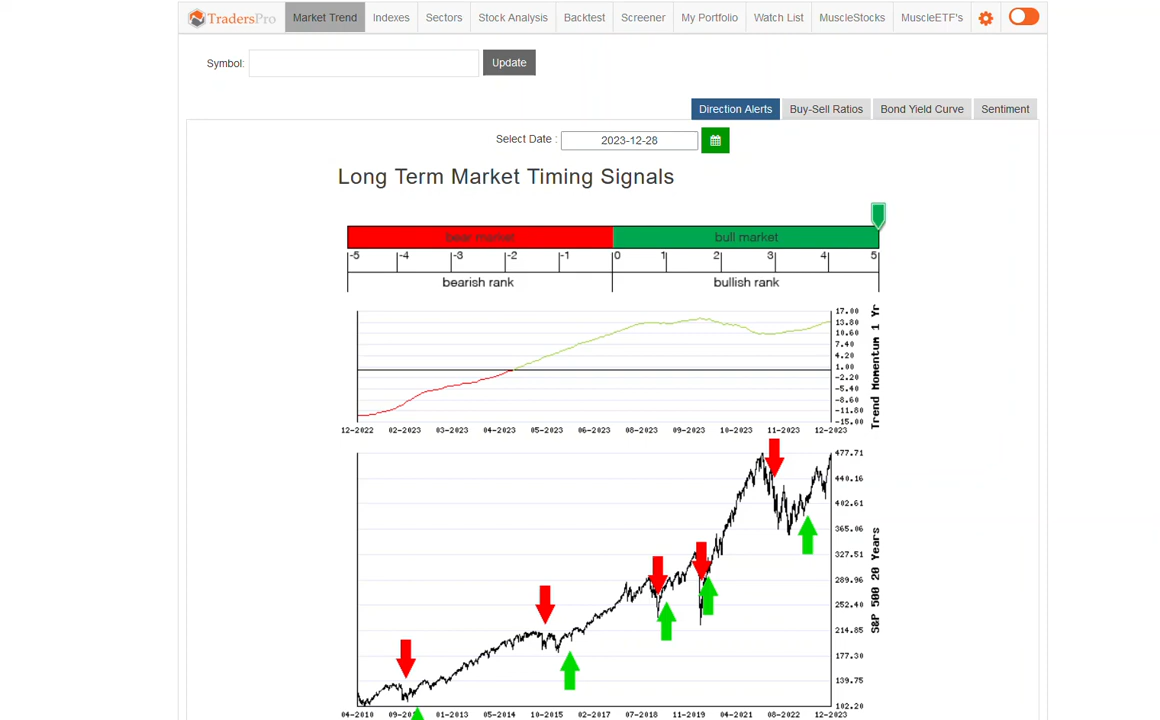 TradersPro Market Trend Indexes Sectors Stock Analysis Backtest Screener My Portfolio Watch List MuscleStocks MuscleETF's
Symbol: Update
Direction Alerts Buy-Sell Ratios Bond Yield Curve Sentiment
Select Date : 2023-12-28
Long Term Market Timing Signals
bear market bull market
-5 -4 -3 -2 -1 0 1 2 3 4 5
bearish rank bullish rank
17.00
13.80
10.60
7.40
4.20
1.00
-2.20
-5.40
-8.60
-11.80
-15.00
Trend Momentum 1 Yr
12-2022 02-2023 03-2023 04-2023 05-2023 06-2023 08-2023 09-2023 10-2023 11-2023 12-2023
477.71
440.16
402.61
365.06
327.51
289.96
252.40
214.85
177.30
139.75
102.20
S&P 500 20 Years
04-2010 09-20 01-2013 05-2014 10-2015 02-2017 07-2018 11-2019 04-2021 08-2022 12-2023